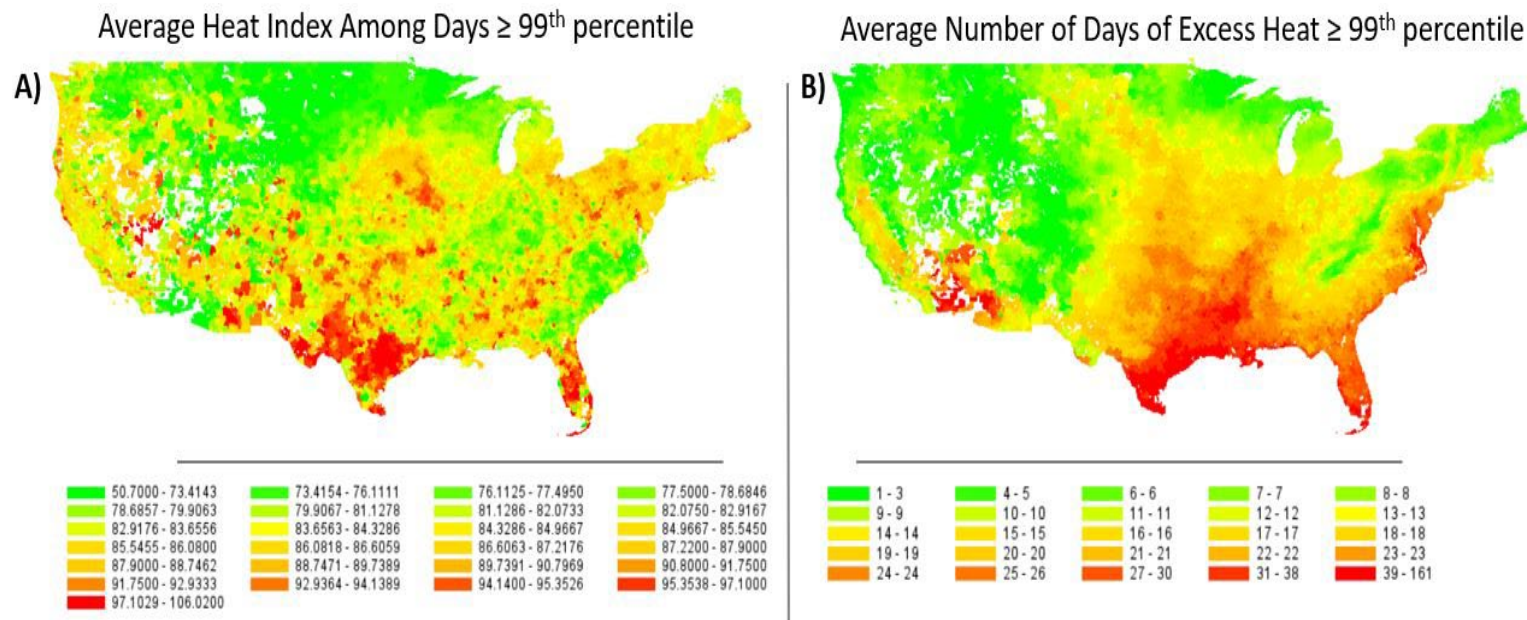 Average Heat Index Among Days ≥ 99th percentile
A)
50.7000 - 73.4143 73.4154 - 76.1111 76.1125 - 77.4950 77.5000 - 78.6846
78.6857 - 79.9063 79.9067 - 81.1278 81.1286 - 82.0733 82.0750 - 82.9167
82.9176 - 83.6556 83.6563 - 84.3286 84.3286 - 84.9667 84.9667 - 85.5450
85.5455 - 86.0800 86.0818 - 86.6059 86.6063 - 87.2176 87.2200 - 87.9000
87.9000 - 88.7462 88.7471 - 89.7389 89.7391 - 90.7969 90.8000 - 91.7500
91.7500 - 92.9333 92.9364 - 94.1389 94.1400 - 95.3526 95.3538 - 97.1000
97.1029 - 106.0200
Average Number of Days of Excess Heat ≥ 99th percentile
B)
1 - 3 4 - 5 6 - 6 7 - 7 8 - 8
9 - 9 10 - 10 11 - 11 12 - 12 13 - 13
14 - 14 15 - 15 16 - 16 17 - 17 18 - 18
19 - 19 20 - 20 21 - 21 22 - 22 23 - 23
24 - 24 25 - 26 27 - 30 31 - 38 39 - 161